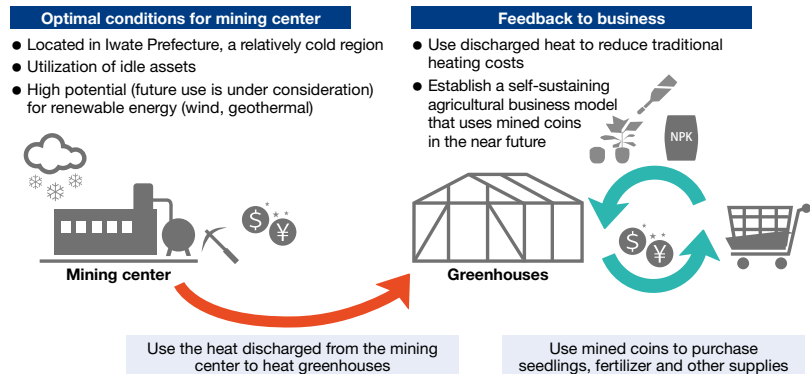 Optimal conditions for mining center
● Located in Iwate Prefecture, a relatively cold region
● Utilization of idle assets
● High potential (future use is under consideration)
for renewable energy (wind, geothermal)
Feedback to business
● Use discharged heat to reduce traditional
heating costs
● Establish a self-sustaining
agricultural business model
that uses mined coins
in the near future
NPK
$ ¥
Mining center
Greenhouses
$ ¥
Use the heat discharged from the mining
center to heat greenhouses
Use mined coins to purchase
seedlings, fertilizer and other supplies